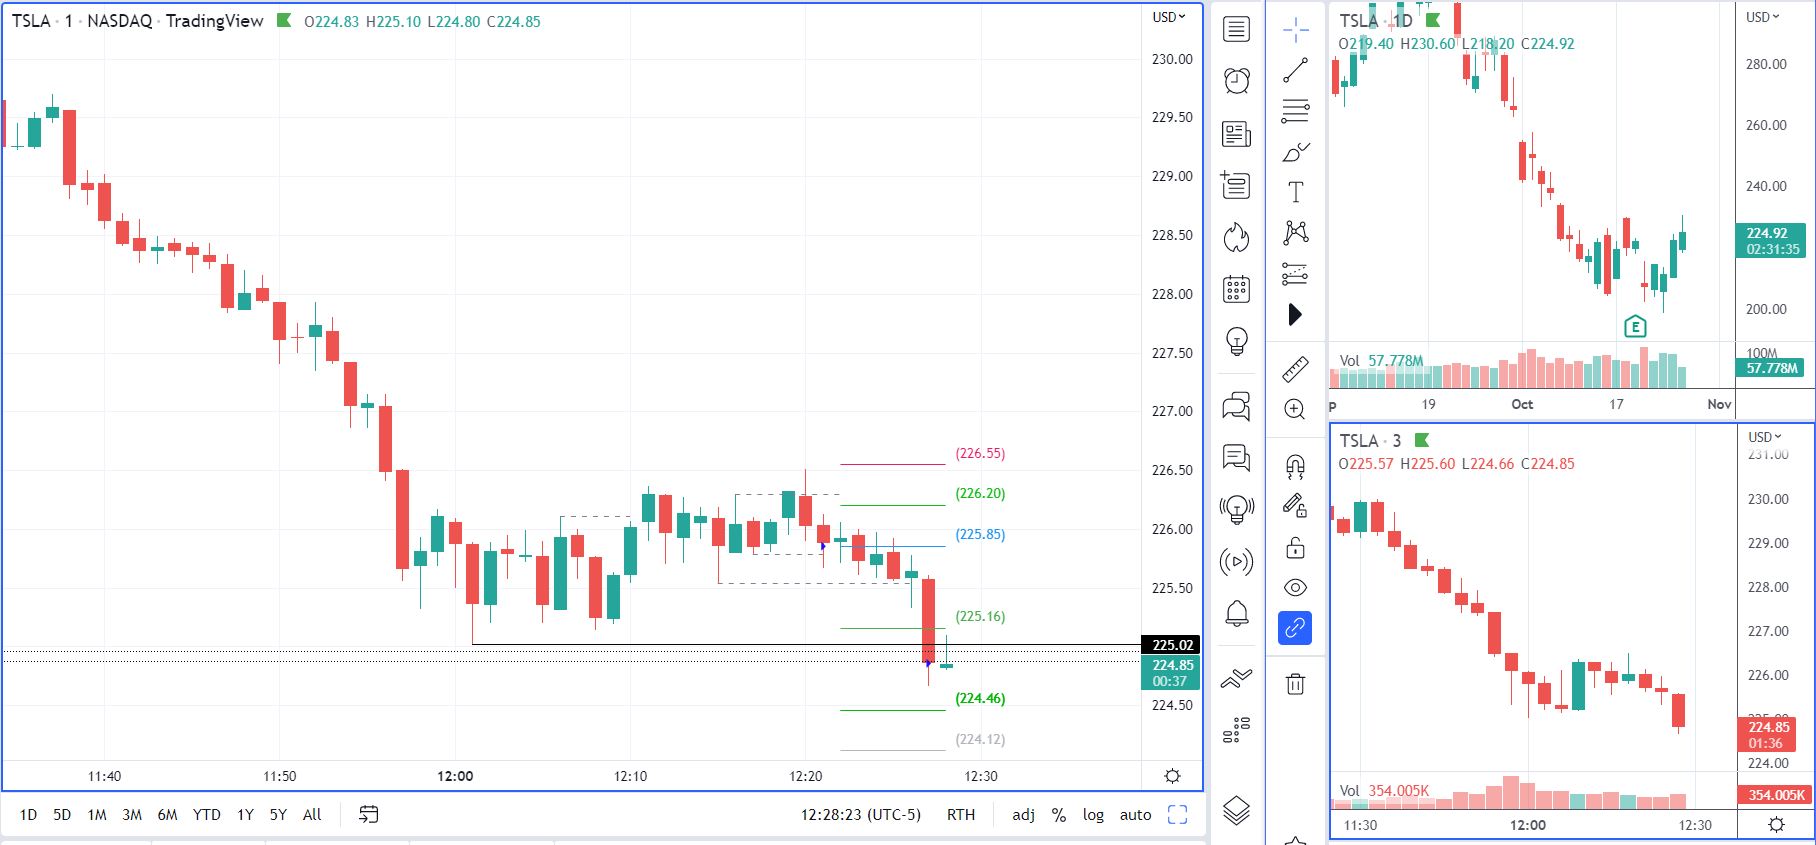 TSLA · 1 · NASDAQ · TradingView O224.83 H225.10 L224.80 C224.85
USD
230.00
229.50
229.00
228.50
228.00
227.50
227.00
226.50
226.00
225.50
225.02
224.85
00:37
224.50
(226.55)
(226.20)
(225.85)
(225.16)
(224.46)
(224.12)
11:40 11:50 12:00 12:10 12:20 12:30
1D 5D 1M 3M 6M YTD 1Y 5Y All 12:28:23 (UTC-5) RTH adj % log auto
T
TSLA · 1D
O219.40 H230.60 L218.20 C224.92
USD
280.00
260.00
240.00
224.92
02:31:35
200.00
E
Vol 57.778M
100M
57.778M
p 19 Oct 17 Nov
TSLA · 3
O225.57 H225.60 L224.66 C224.85
USD
231.00
230.00
229.00
228.00
227.00
226.00
225.00
224.85
01:36
224.00
Vol 354.005K
354.005K
11:30 12:00 12:30